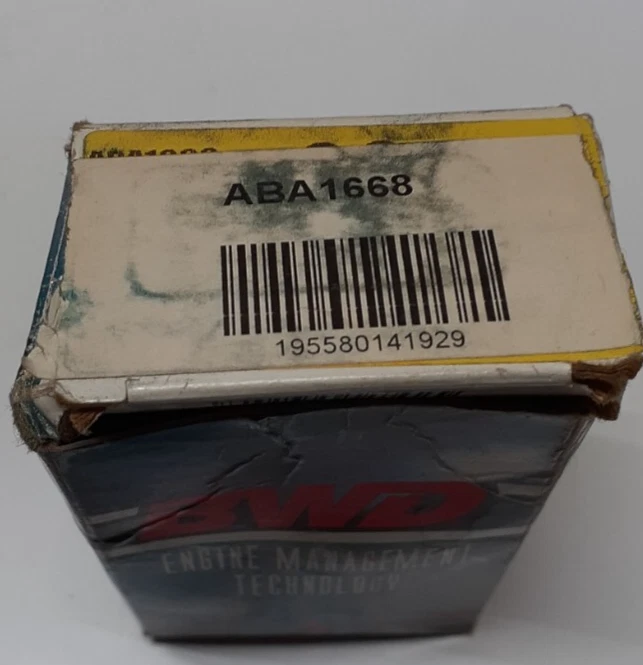 ABA1668
195580141929
BWD
ENGINE MANAGEMENT
TECHNOLOGY